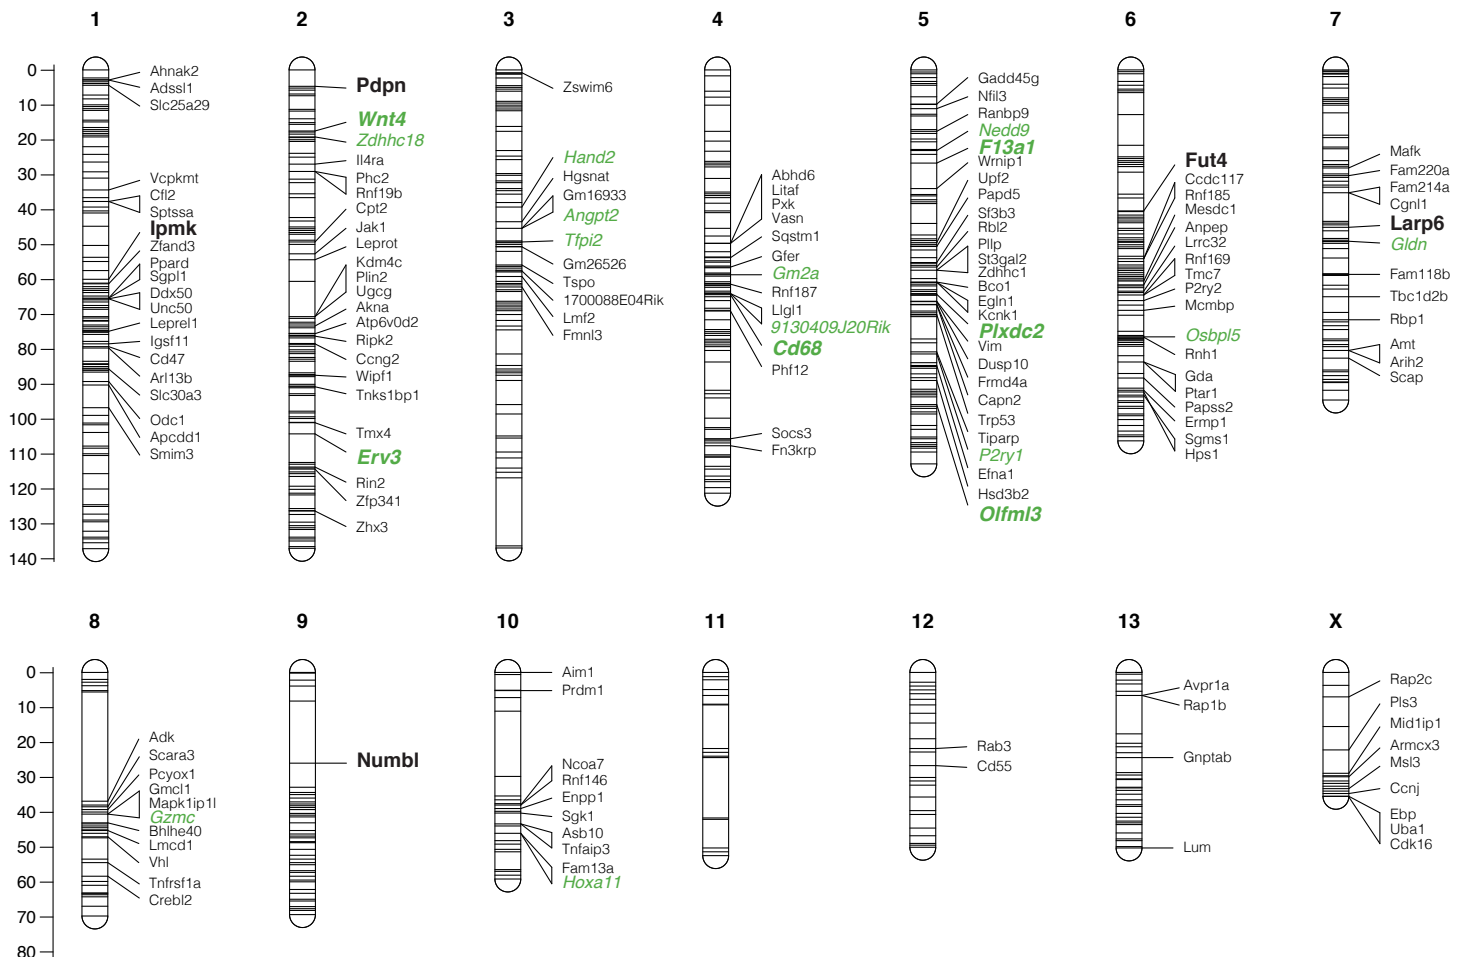 1 2 3 4 5 6 7
0
10
20
30
40
50
60
70
80
90
100
110
120
130
140
Ahnak2
Adssl1
Slc25a29
Vcpkmt
Cfl2
Sptssa
Ipmk
Zfand3
Ppard
Sgpl1
Ddx50
Unc50
Leprel1
Igsf11
Cd47
Arl13b
Slc30a3
Odc1
Apcdd1
Smim3
Pdpn
Wnt4
Zdhhc18
Il4ra
Phc2
Rnf19b
Cpt2
Jak1
Leprot
Kdm4c
Plin2
Ugcg
Akna
Atp6v0d2
Ripk2
Ccng2
Wipf1
Tnks1bp1
Tmx4
Erv3
Rin2
Zfp341
Zhx3
Zswim6
Hand2
Hgsnat
Gm16933
Angpt2
Tfpi2
Gm26526
Tspo
1700088E04Rik
Lmf2
Fmnl3
Abhd6
Litaf
Pxk
Vasn
Sqstm1
Gfer
Gm2a
Rnf187
Llgl1
9130409J20Rik
Cd68
Phf12
Socs3
Fn3krp
Gadd45g
Nfil3
Ranbp9
Nedd9
F13a1
Wrnip1
Upf2
Papd5
Sf3b3
Rbl2
Pllp
St3gal2
Zdhhc1
Bco1
Egln1
Kcnk1
Plxdc2
Vim
Dusp10
Frmd4a
Capn2
Trp53
Tiparp
P2ry1
Efna1
Hsd3b2
Olfml3
Fut4
Ccdc117
Rnf185
Mesdc1
Anpep
Lrrc32
Rnf169
Tmc7
P2ry2
Mcmbp
Osbpl5
Rnh1
Gda
Ptar1
Papss2
Ermp1
Sgms1
Hps1
Mafk
Fam220a
Fam214a
Cgnl1
Larp6
Gldn
Fam118b
Tbc1d2b
Rbp1
Amt
Arih2
Scap
8 9 10 11 12 13 X
0
10
20
30
40
50
60
70
80
Adk
Scara3
Pcyox1
Gmcl1
Mapk1ip1l
Gzmc
Bhlhe40
Lmcd1
Vhl
Tnfrsf1a
Crebl2
Numbl
Aim1
Prdm1
Ncoa7
Rnf146
Enpp1
Sgk1
Asb10
Tnfaip3
Fam13a
Hoxa11
Rab3
Cd55
Avpr1a
Rap1b
Gnptab
Lum
Rap2c
Pls3
Mid1ip1
Armcx3
Msl3
Ccnj
Ebp
Uba1
Cdk16